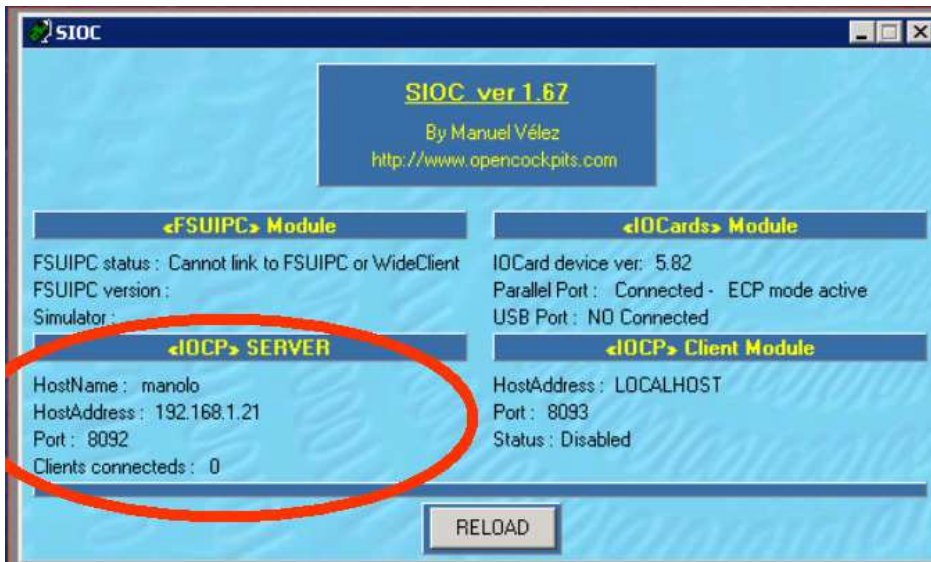 SIOC
SIOC ver 1.67
By Manuel Vélez
http://www.opencockpits.com
«FSUIPC» Module
FSUIPC status : Cannot link to FSUIPC or WideClient
FSUIPC version :
Simulator :
«IOCards» Module
IOCard device ver: 5.82
Parallel Port : Connected - ECP mode active
USB Port : NO Connected
«IOCP» SERVER
HostName : manolo
HostAddress : 192.168.1.21
Port : 8092
Clients connecteds : 0
«IOCP» Client Module
HostAddress : LOCALHOST
Port : 8093
Status : Disabled
RELOAD